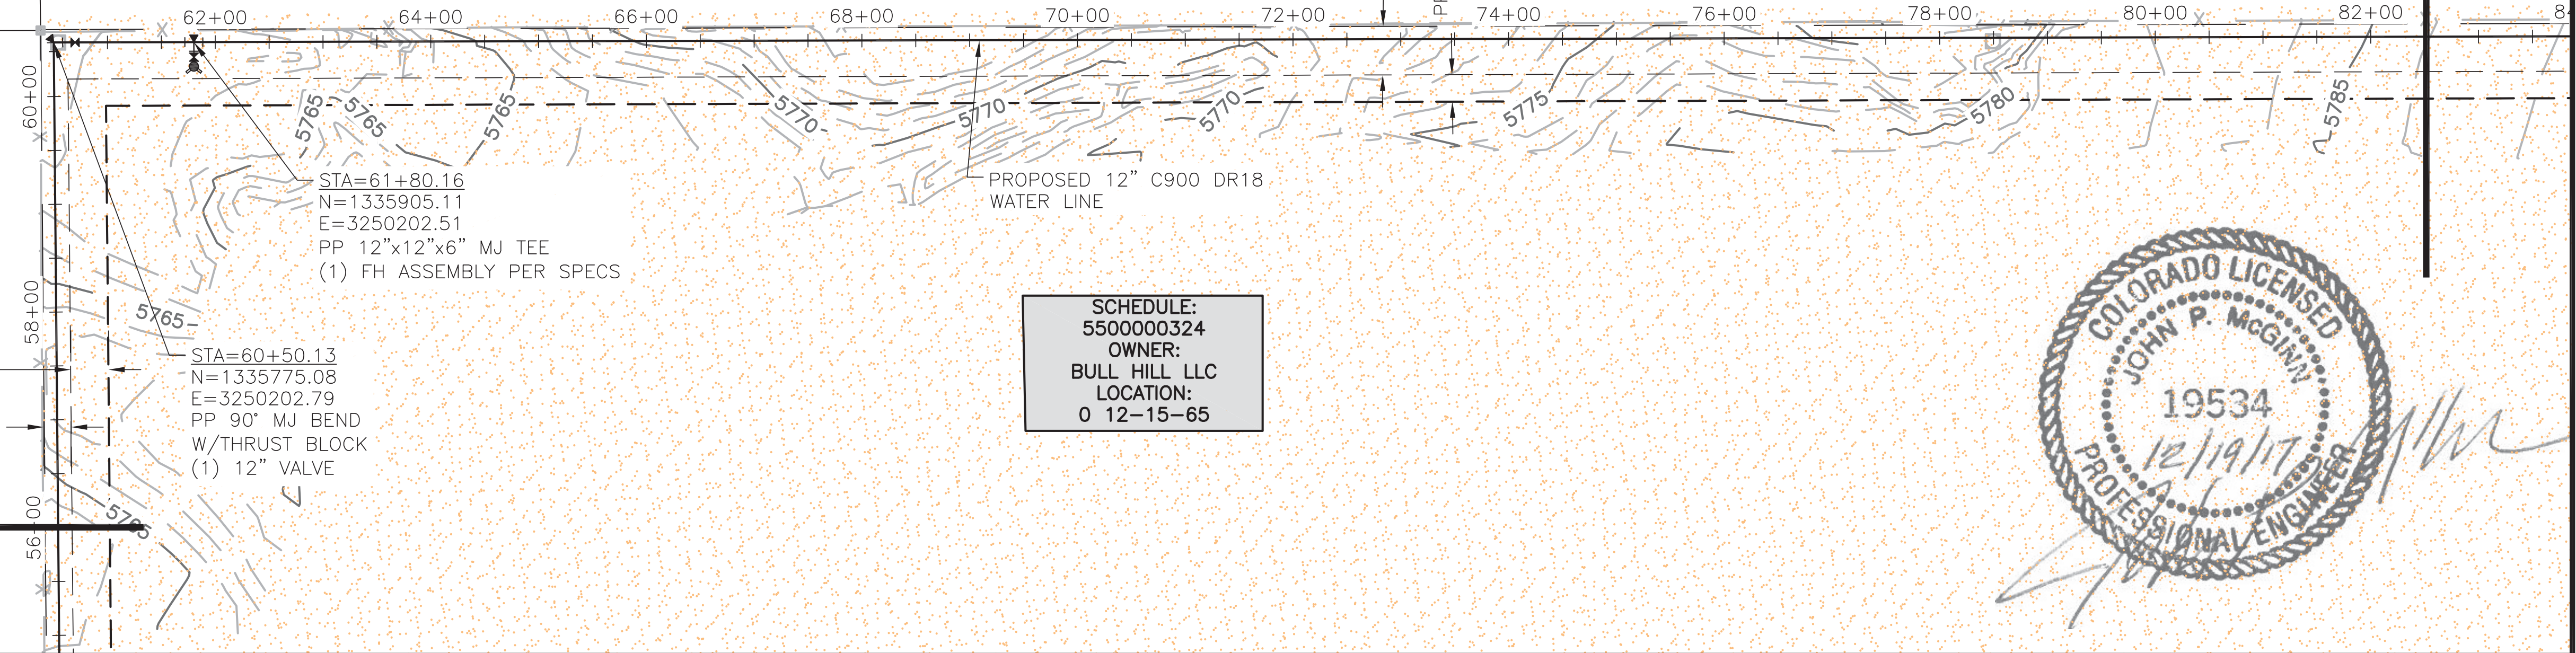 62+00 64+00 66+00 68+00 70+00 72+00 74+00 76+00 78+00 80+00 82+00
60+00
58+00
56+00
5765
5765
5765
5770
5770
5770
5775
5780
5785
5765
5765
STA=61+80.16
N=1335905.11
E=3250202.51
PP 12"x12"x6" MJ TEE
(1) FH ASSEMBLY PER SPECS
PROPOSED 12" C900 DR18
WATER LINE
STA=60+50.13
N=1335775.08
E=3250202.79
PP 90° MJ BEND
W/THRUST BLOCK
(1) 12" VALVE
SCHEDULE:
5500000324
OWNER:
BULL HILL LLC
LOCATION:
0 12-15-65
COLORADO LICENSED
JOHN P. McGINN
19534
12/19/17
PROFESSIONAL ENGINEER